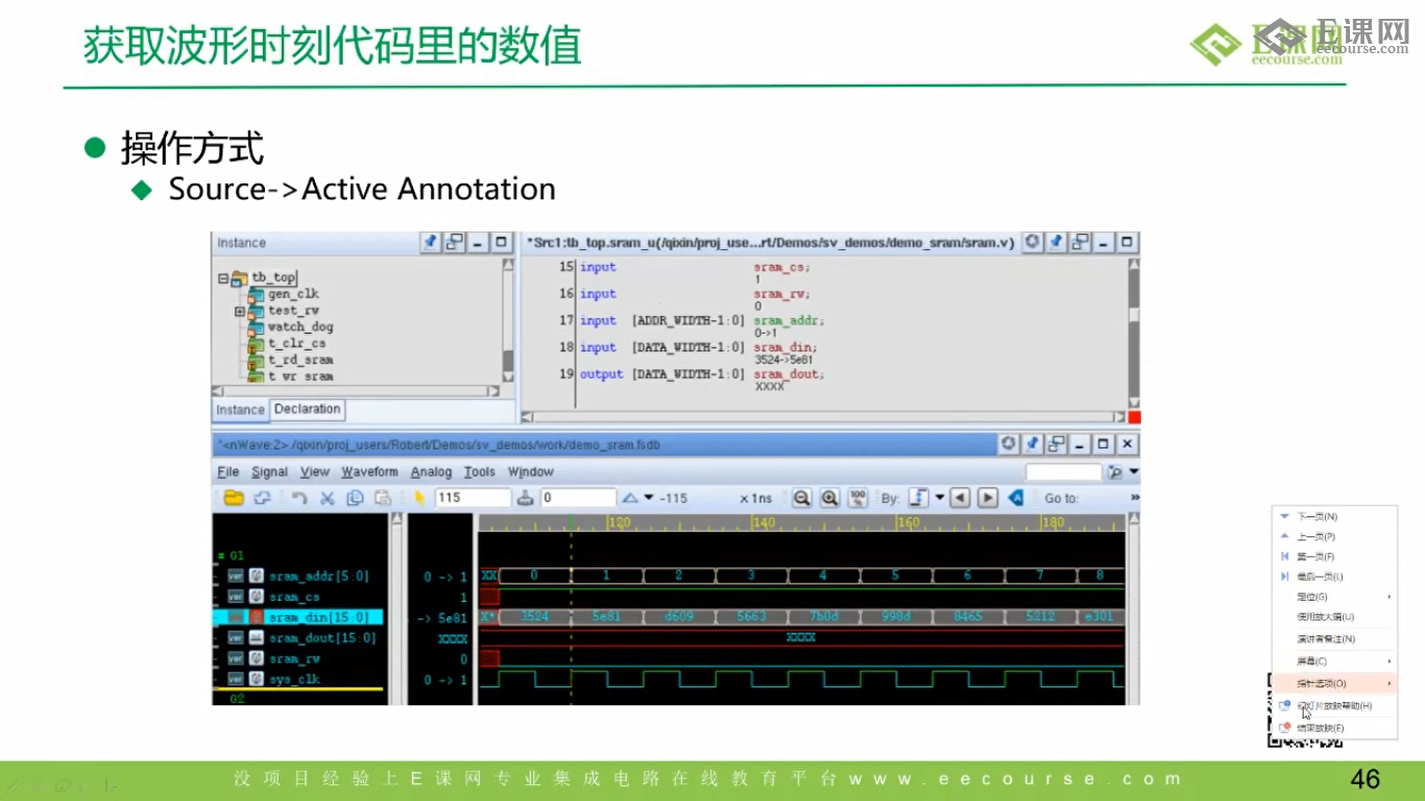 获取波形时刻代码里的数值
E课网
eecourse.com
eecourse.com
操作方式
Source->Active Annotation
Instance
*Src1:tb_top.sram_u(/qixin/proj_use...rt/Demos/sv_demos/demo_sram/sram.v)
tb_top
gen_clk
test_rw
watch_dog
t_clr_cs
t_rd_sram
t_wr_sram
Instance Declaration
15 input sram_cs;
1
16 input sram_rw;
0
17 input [ADDR_WIDTH-1:0] sram_addr;
0->1
18 input [DATA_WIDTH-1:0] sram_din;
3524->5e81
19 output [DATA_WIDTH-1:0] sram_dout;
XXXX
*<nWave:2> /qixin/proj_users/Robert/Demos/sv_demos/work/demo_sram.fsdb
File Signal View Waveform Analog Tools Window
115 0 -115 x 1ns 100% By: Go to: »
120 140 160 180
G1
sram_addr[5:0] 0 -> 1 XX 0 1 2 3 4 5 6 7 8
sram_cs 1
sram_din[15:0] -> 5e81 X* 3524 5e81 d609 5663 7b0d 998d 8465 5212 e301
sram_dout[15:0] XXXX XXXX
sram_rw 0
sys_clk 0 -> 1
G2
下一页(N)
上一页(P)
第一页(F)
最后一页(L)
定位(G)
使用放大镜(U)
演讲者备注(N)
屏幕(C)
指针选项(O)
幻灯片放映帮助(H)
结束放映(E)
没项目经验上E课网专业集成电路在线教育平台www.eecourse.com
46